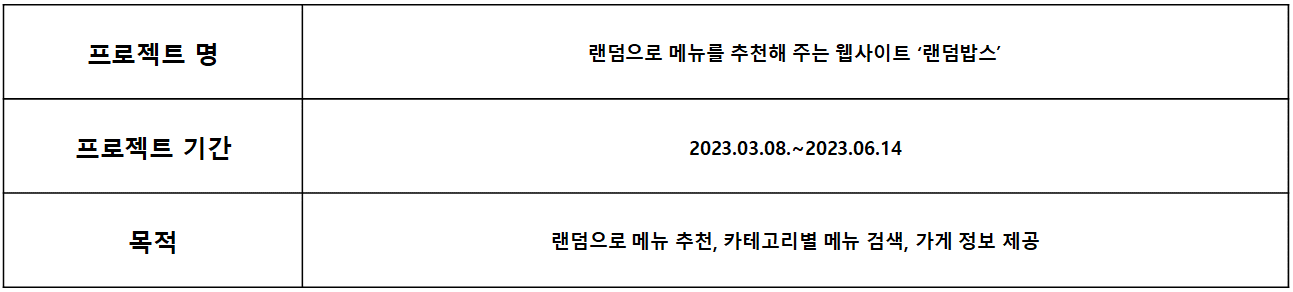 프로젝트 명
랜덤으로 메뉴를 추천해 주는 웹사이트 ‘랜덤밥스’
프로젝트 기간
2023.03.08.~2023.06.14
목적
랜덤으로 메뉴 추천, 카테고리별 메뉴 검색, 가게 정보 제공